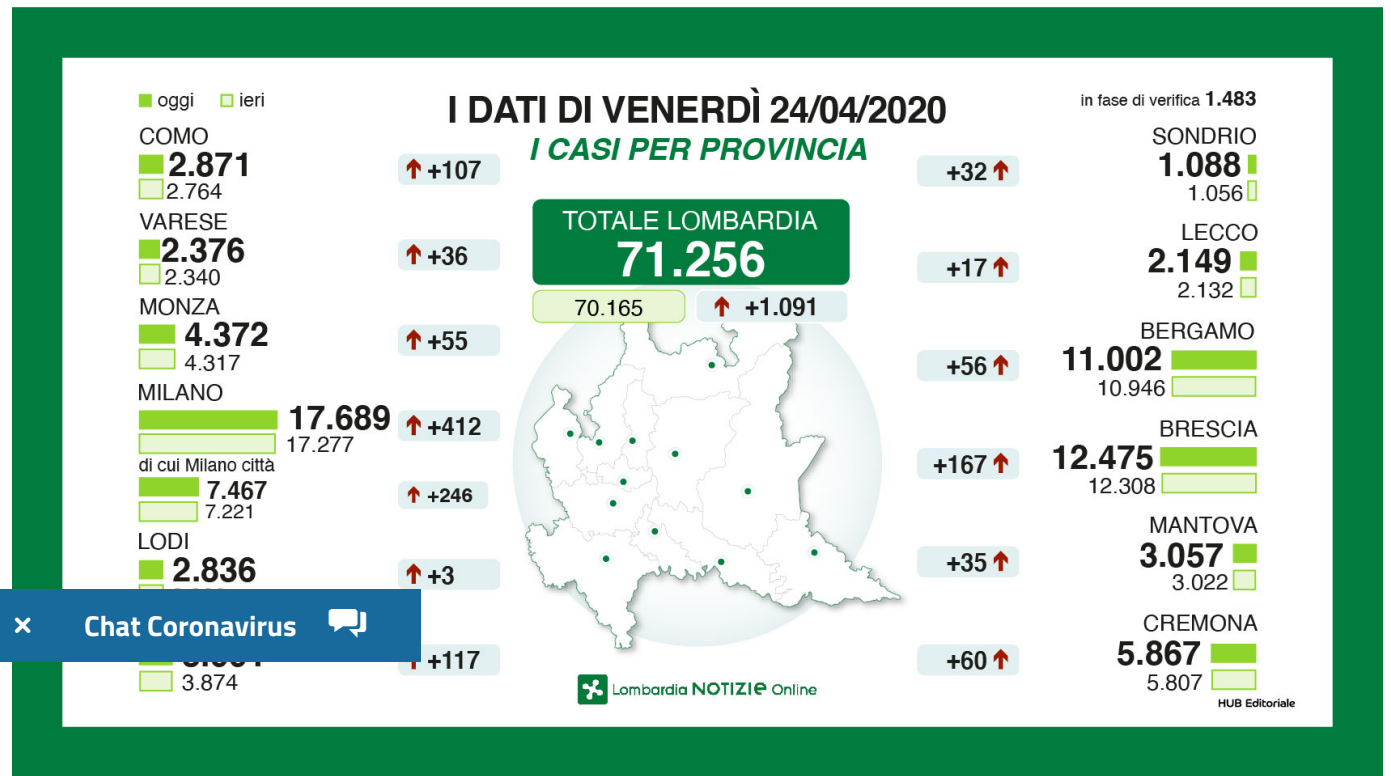 oggi ieri
I DATI DI VENERDÌ 24/04/2020
I CASI PER PROVINCIA
in fase di verifica 1.483
TOTALE LOMBARDIA
71.256
70.165 +1.091
COMO
2.871 +107
2.764
VARESE
2.376 +36
2.340
MONZA
4.372 +55
4.317
MILANO
17.689 +412
17.277
di cui Milano città
7.467 +246
7.221
LODI
2.836 +3
× Chat Coronavirus
+117
3.874
SONDRIO
+32 1.088
1.056
LECCO
+17 2.149
2.132
BERGAMO
+56 11.002
10.946
BRESCIA
+167 12.475
12.308
MANTOVA
+35 3.057
3.022
CREMONA
+60 5.867
5.807
Lombardia NOTIZIE Online
HUB Editoriale